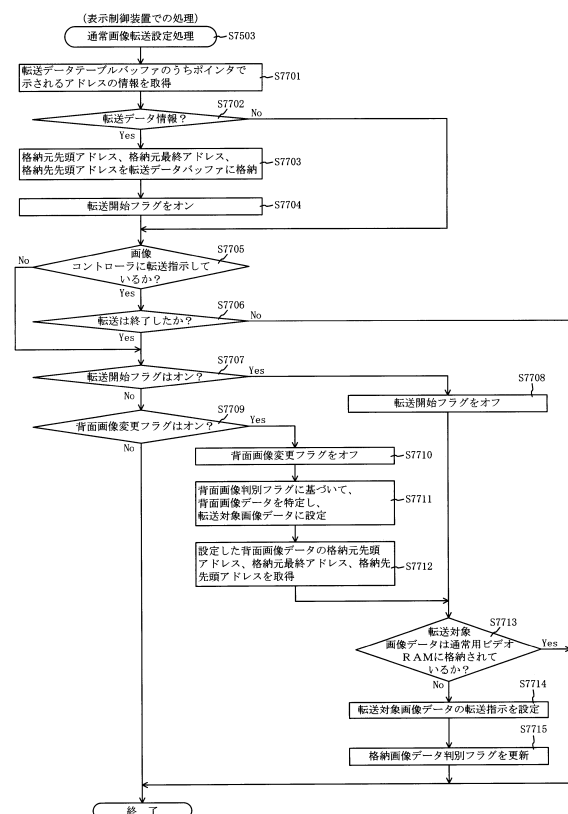 (表示制御装置での処理)
通常画像転送設定処理
S7503
転送データテーブルバッファのうちポインタで
示されるアドレスの情報を取得
S7701
S7702
転送データ情報?
No
Yes
格納元先頭アドレス、格納元最終アドレス、
格納先先頭アドレスを転送データバッファに格納
S7703
転送開始フラグをオン
S7704
S7705
画像
コントローラに転送指示して
いるか?
No
Yes
S7706
転送は終了したか?
No
Yes
S7707
転送開始フラグはオン?
Yes
No
S7708
転送開始フラグをオフ
S7709
背面画像変更フラグはオン?
Yes
No
背面画像変更フラグをオフ
S7710
背面画像判別フラグに基づいて、
背面画像データを特定し、
転送対象画像データに設定
S7711
設定した背面画像データの格納元先頭
アドレス、格納元最終アドレス、格納先
先頭アドレスを取得
S7712
S7713
転送対象
画像データは通常用ビデオ
RAMに格納されて
いるか?
Yes
No
S7714
転送対象画像データの転送指示を設定
S7715
格納画像データ判別フラグを更新
終 了